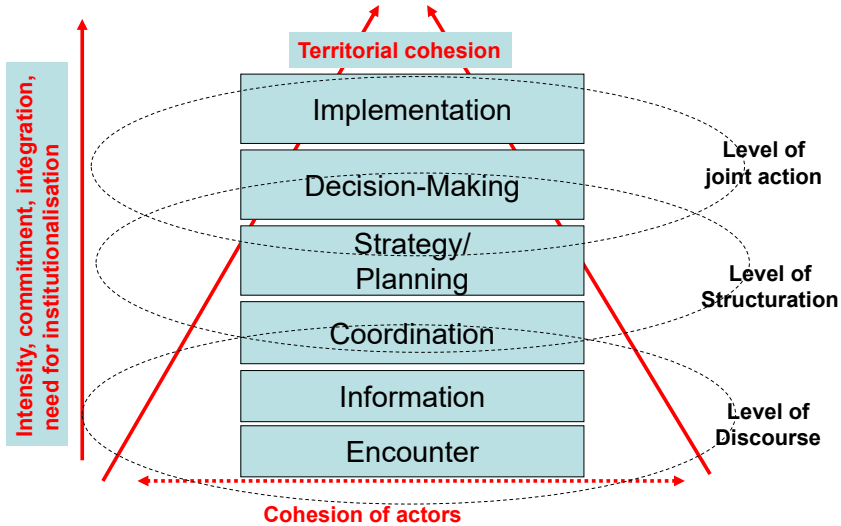 Territorial cohesion
Implementation
Decision-Making
Strategy/
Planning
Coordination
Information
Encounter
Cohesion of actors
Intensity, commitment, integration,
need for institutionalisation
Level of
joint action
Level of
Structuration
Level of
Discourse